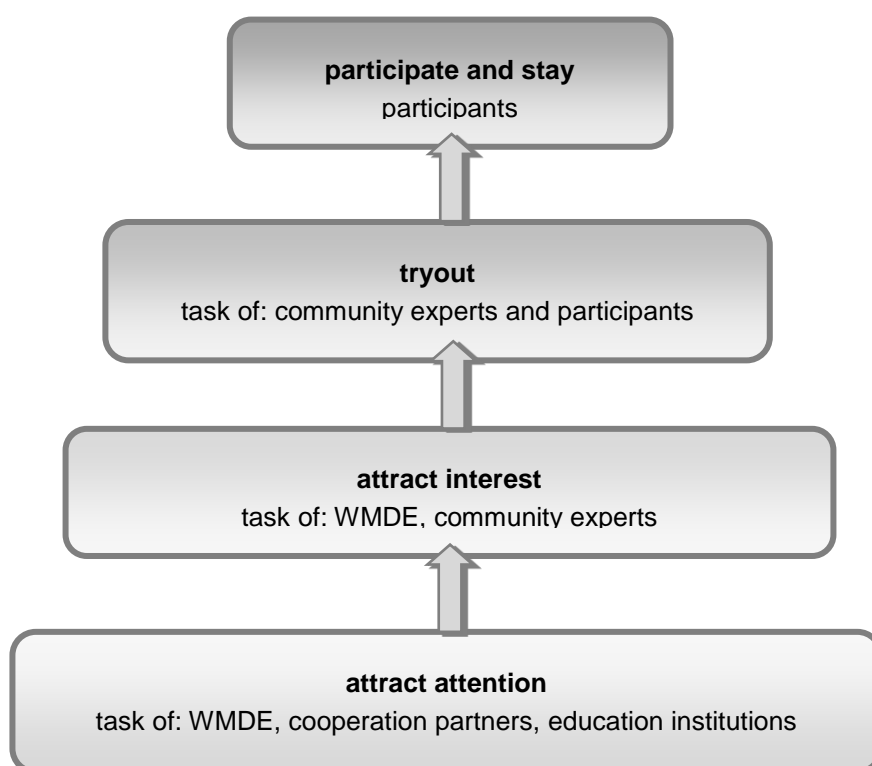 participate and stay
participants
tryout
task of: community experts and participants
attract interest
task of: WMDE, community experts
attract attention
task of: WMDE, cooperation partners, education institutions